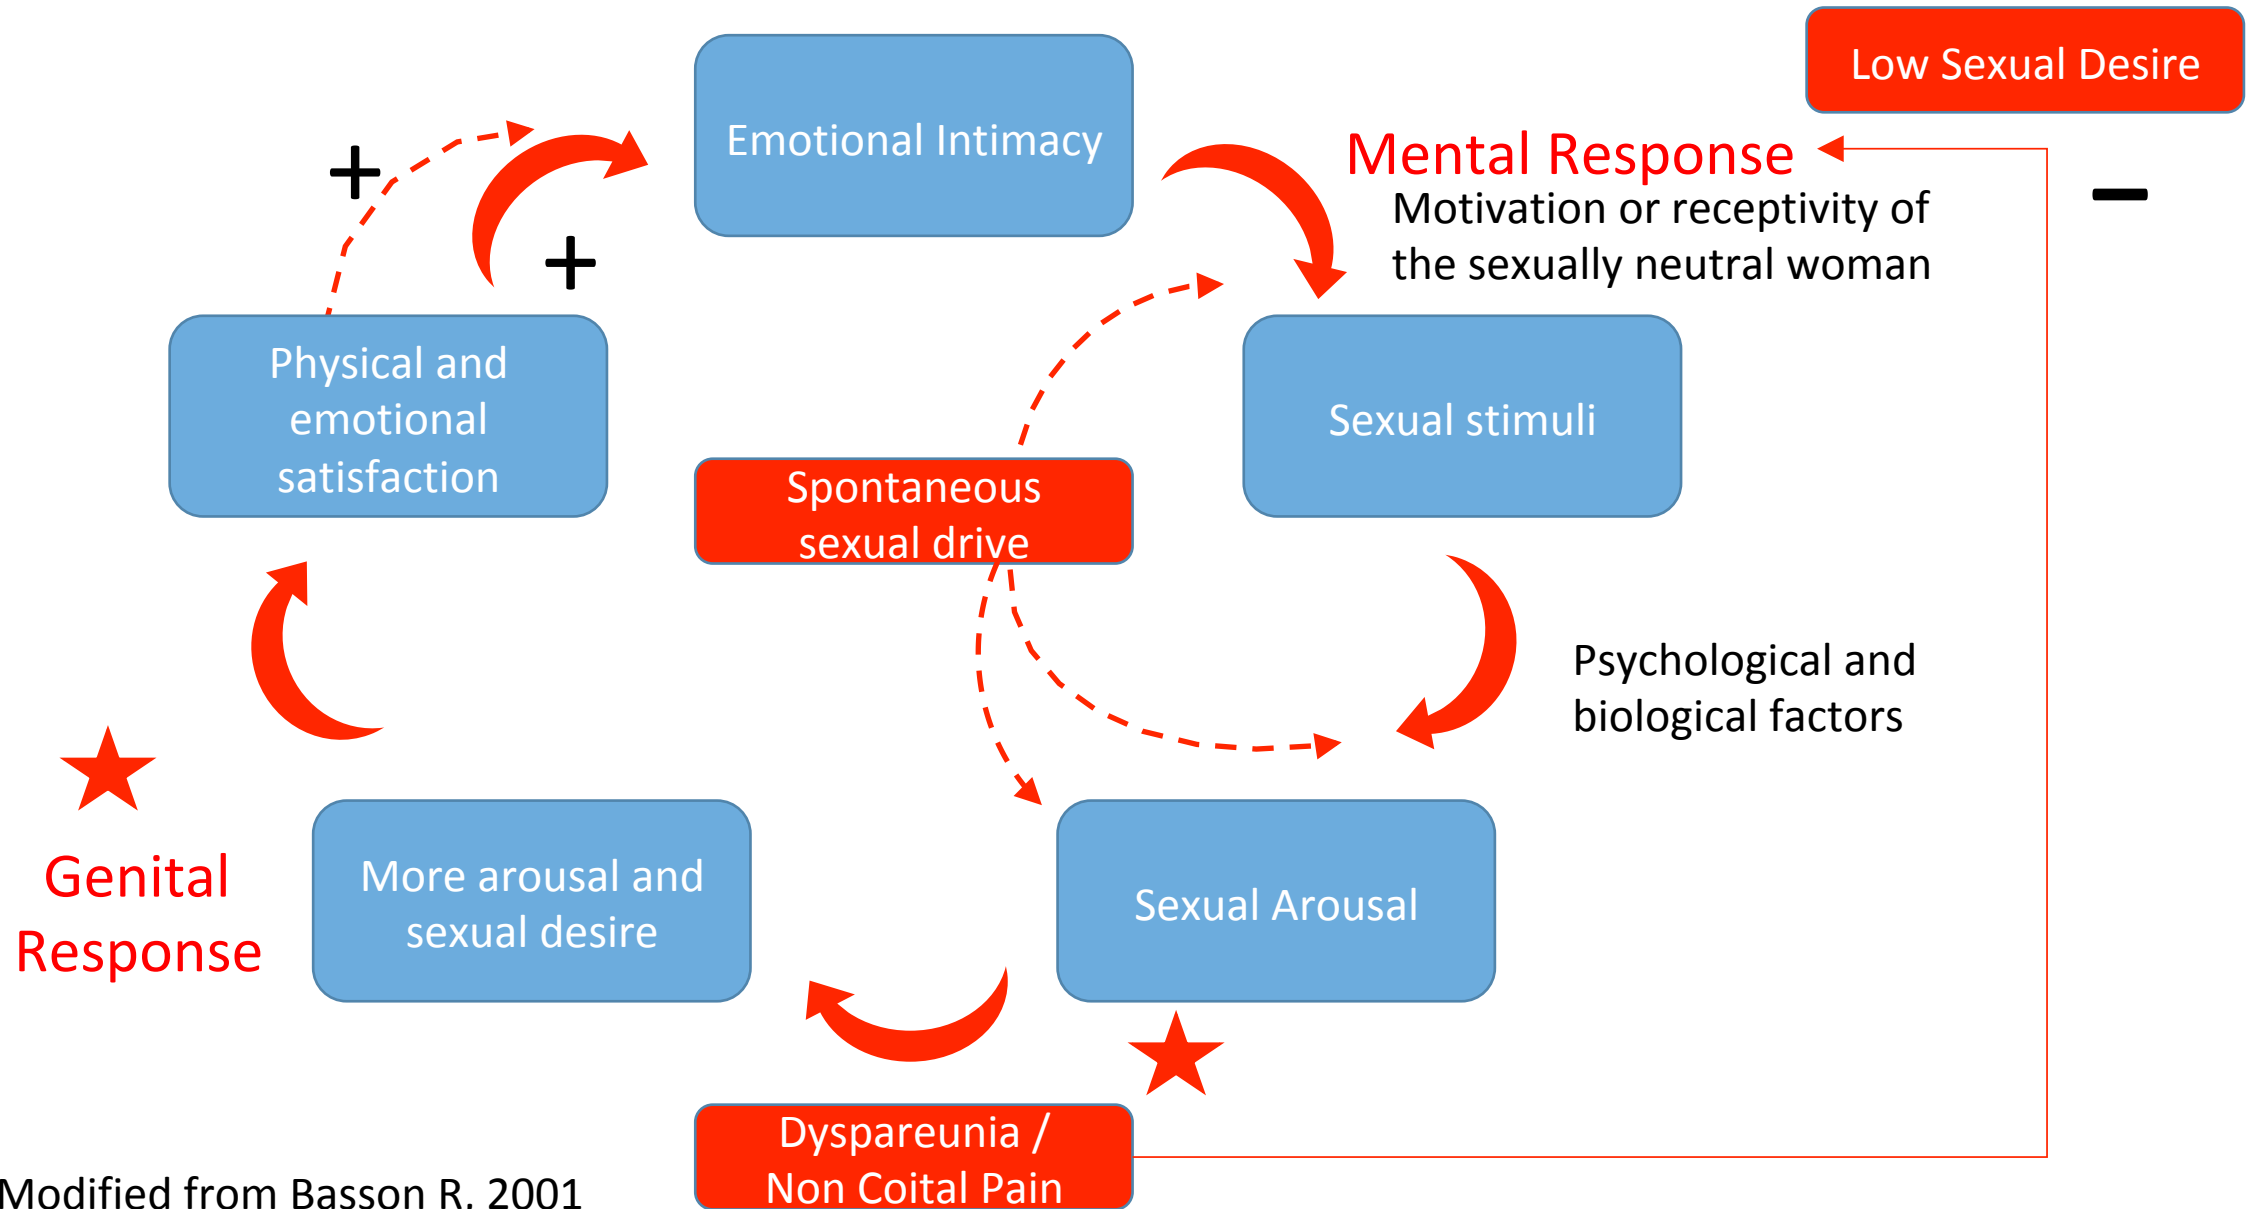 Low Sexual Desire
Emotional Intimacy
Mental Response
Motivation or receptivity of
the sexually neutral woman
+
+
–
Physical and
emotional
satisfaction
Sexual stimuli
Spontaneous
sexual drive
Psychological and
biological factors
Genital
Response
More arousal and
sexual desire
Sexual Arousal
Dyspareunia /
Non Coital Pain
Modified from Basson R, 2001